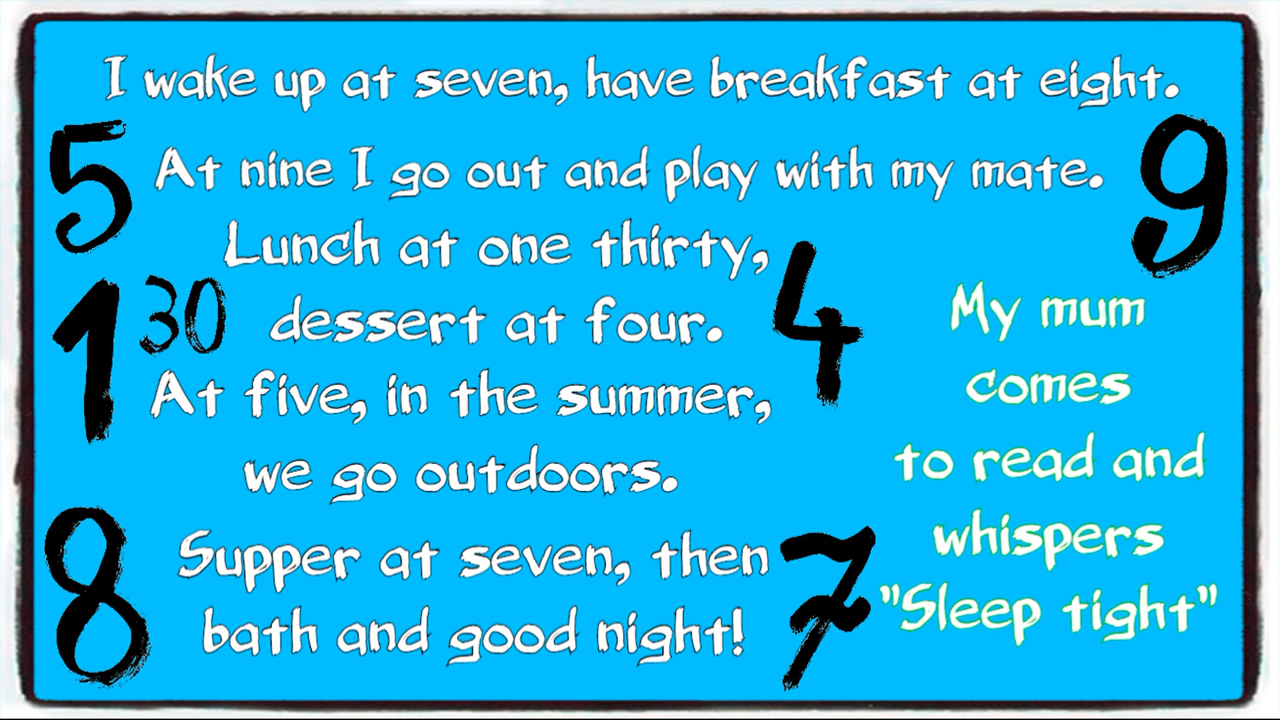 I wake up at seven, have breakfast at eight.
5
At nine I go out and play with my mate.
9
Lunch at one thirty,
1 30
dessert at four.
4
At five, in the summer,
we go outdoors.
8
Supper at seven, then
bath and good night!
7
My mum
comes
to read and
whispers
"Sleep tight"